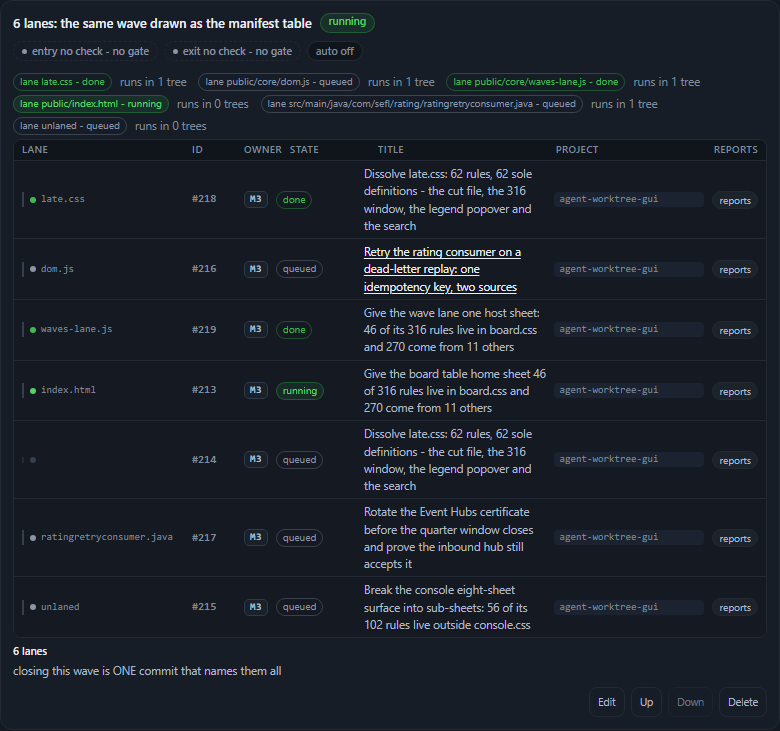 6 lanes: the same wave drawn as the manifest table running
entry no check - no gate exit no check - no gate auto off
lane late.css - done runs in 1 tree lane public/core/dom.js - queued runs in 1 tree lane public/core/waves-lane.js - done runs in 1 tree
lane public/index.html - running runs in 0 trees lane src/main/java/com/sefl/rating/ratingretryconsumer.java - queued runs in 1 tree
lane unlaned - queued runs in 0 trees
LANE ID OWNER STATE TITLE PROJECT REPORTS
Dissolve late.css: 62 rules, 62 sole
late.css #218 M3 done definitions - the cut file, the 316 agent-worktree-gui reports
window, the legend popover and
the search
Retry the rating consumer on a
dom.js #216 M3 queued dead-letter replay: one agent-worktree-gui reports
idempotency key, two sources
Give the wave lane one host sheet:
waves-lane.js #219 M3 done 46 of its 316 rules live in board.css agent-worktree-gui reports
and 270 come from 11 others
Give the board table home sheet 46
index.html #213 M3 running of 316 rules live in board.css and agent-worktree-gui reports
270 come from 11 others
Dissolve late.css: 62 rules, 62 sole
#214 M3 queued definitions - the cut file, the 316 agent-worktree-gui reports
window, the legend popover and
the search
Rotate the Event Hubs certificate
before the quarter window closes
ratingretryconsumer.java #217 M3 queued and prove the inbound hub still agent-worktree-gui reports
accepts it
Break the console eight-sheet
unlaned #215 M3 queued surface into sub-sheets: 56 of its agent-worktree-gui reports
102 rules live outside console.css
6 lanes
closing this wave is ONE commit that names them all
Edit Up Down Delete